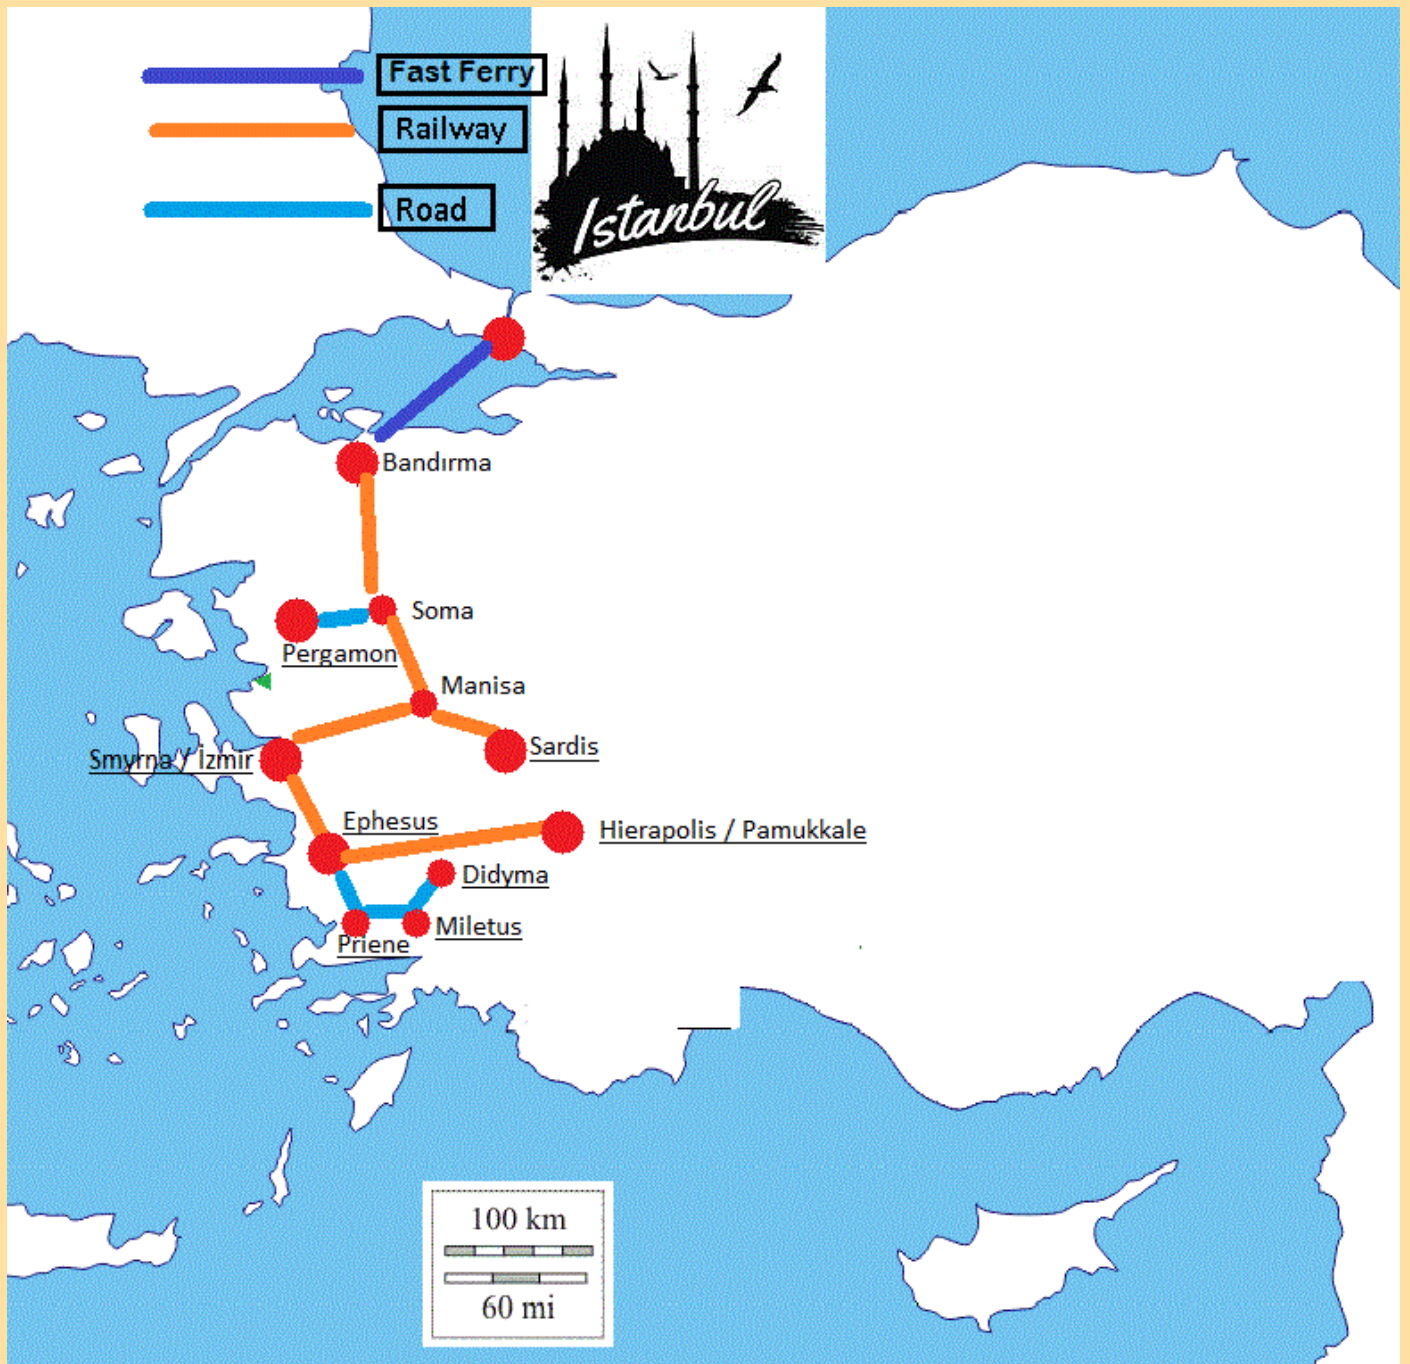 Fast Ferry
Railway
Road
Istanbul
Bandırma
Soma
Pergamon
Manisa
Sardis
Smyrna / İzmir
Ephesus
Hierapolis / Pamukkale
Didyma
Miletus
Priene
100 km
60 mi